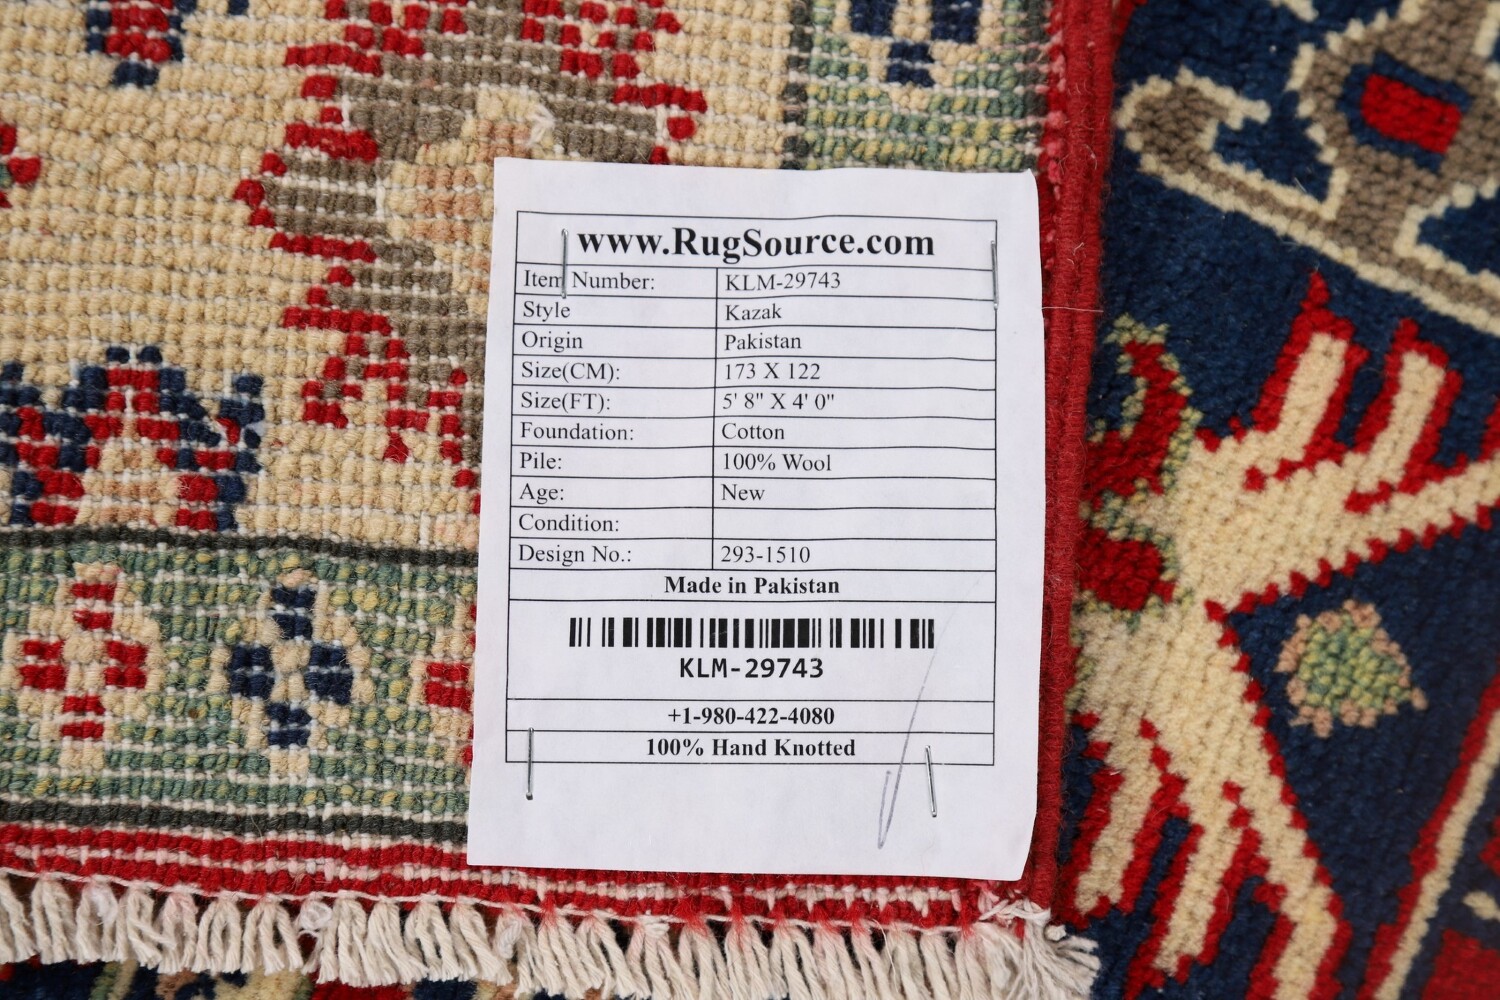 www.RugSource.com
Item Number: KLM-29743
Style Kazak
Origin Pakistan
Size(CM): 173 X 122
Size(FT): 5' 8" X 4' 0"
Foundation: Cotton
Pile: 100% Wool
Age: New
Condition:
Design No.: 293-1510
Made in Pakistan
KLM-29743
+1-980-422-4080
100% Hand Knotted